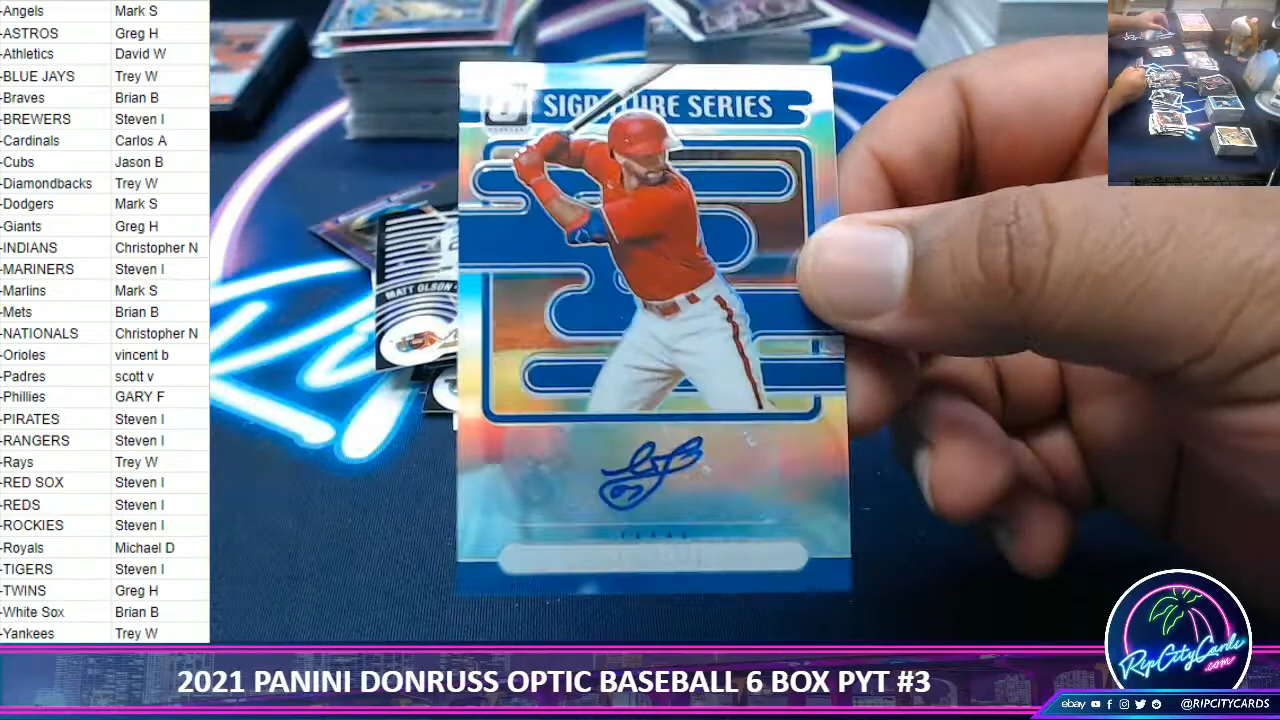 -Angels Mark S
-ASTROS Greg H
-Athletics David W
-BLUE JAYS Trey W
-Braves Brian B
-BREWERS Steven I
-Cardinals Carlos A
-Cubs Jason B
-Diamondbacks Trey W
-Dodgers Mark S
-Giants Greg H
-INDIANS Christopher N
-MARINERS Steven I
-Marlins Mark S
-Mets Brian B
-NATIONALS Christopher N
-Orioles vincent b
-Padres scott v
-Phillies GARY F
-PIRATES Steven I
-RANGERS Steven I
-Rays Trey W
-RED SOX Steven I
-REDS Steven I
-ROCKIES Steven I
-Royals Michael D
-TIGERS Steven I
-TWINS Greg H
-White Sox Brian B
-Yankees Trey W
SIGNATURE SERIES
MATT OLSON
TEXAS
RipCityCards
.com
2021 PANINI DONRUSS OPTIC BASEBALL 6 BOX PYT #3
ebay @RIPCITYCARDS